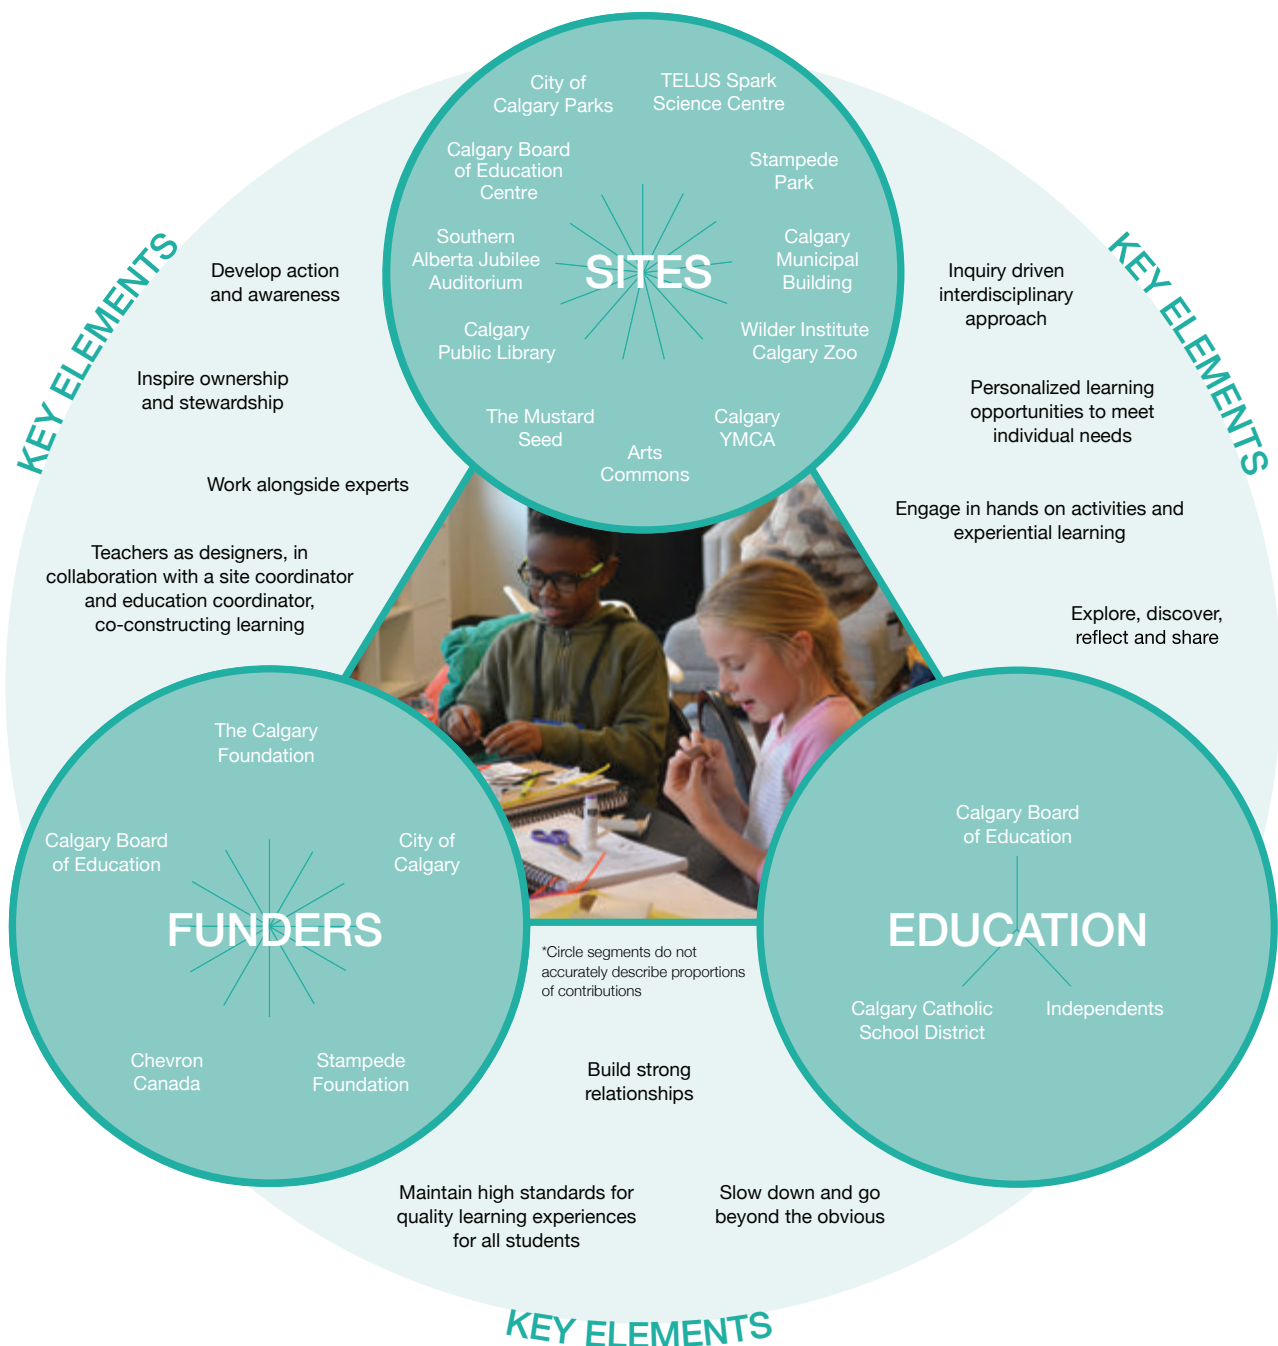 City of
Calgary Parks
TELUS Spark
Science Centre
Calgary Board
of Education
Centre
Stampede
Park
Southern
Alberta Jubilee
Auditorium
SITES
Calgary
Municipal
Building
Calgary
Public Library
Wilder Institute
Calgary Zoo
The Mustard
Seed
Arts
Commons
Calgary
YMCA
KEY ELEMENTS
Develop action
and awareness
Inspire ownership
and stewardship
Work alongside experts
Teachers as designers, in
collaboration with a site coordinator
and education coordinator,
co-constructing learning
KEY ELEMENTS
Inquiry driven
interdisciplinary
approach
Personalized learning
opportunities to meet
individual needs
Engage in hands on activities and
experiential learning
Explore, discover,
reflect and share
The Calgary
Foundation
Calgary Board
of Education
City of
Calgary
FUNDERS
Chevron
Canada
Stampede
Foundation
Calgary Board
of Education
EDUCATION
Calgary Catholic
School District
Independents
*Circle segments do not
accurately describe proportions
of contributions
Build strong
relationships
Maintain high standards for
quality learning experiences
for all students
Slow down and go
beyond the obvious
KEY ELEMENTS